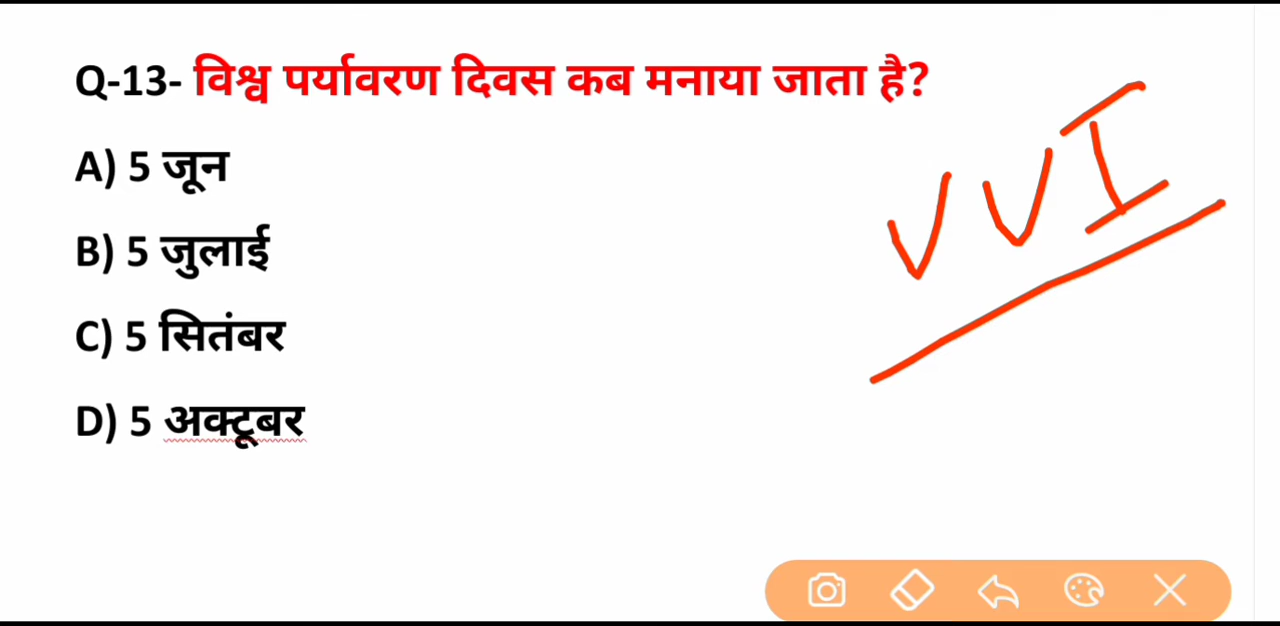 Q-13- विश्व पर्यावरण दिवस कब मनाया जाता है?
VVI
A) 5 जून
B) 5 जुलाई
C) 5 सितंबर
D) 5 अक्टूबर